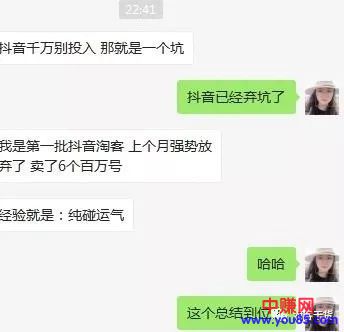 22:41
抖音千万别投入 那就是一个坑
抖音已经弃坑了
我是第一批抖音淘客 上个月强势放
弃了 卖了6个百万号
经验就是：纯碰运气
哈哈
这个总结到位
中赚网
www.you85.com